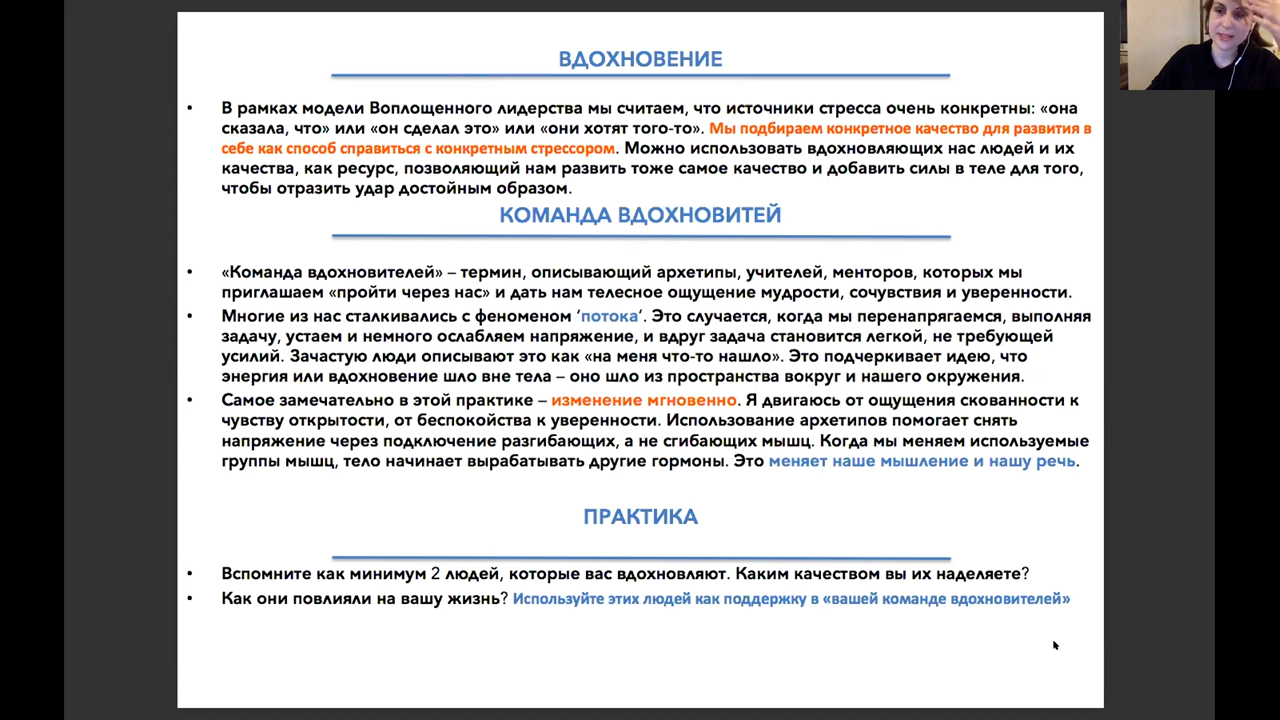 ВДОХНОВЕНИЕ
• В рамках модели Воплощенного лидерства мы считаем, что источники стресса очень конкретны: «она
сказала, что» или «он сделал это» или «они хотят того-то». Мы подбираем конкретное качество для развития в
себе как способ справиться с конкретным стрессором. Можно использовать вдохновляющих нас людей и их
качества, как ресурс, позволяющий нам развить тоже самое качество и добавить силы в теле для того,
чтобы отразить удар достойным образом.
КОМАНДА ВДОХНОВИТЕЙ
• «Команда вдохновителей» – термин, описывающий архетипы, учителей, менторов, которых мы
приглашаем «пройти через нас» и дать нам телесное ощущение мудрости, сочувствия и уверенности.
• Многие из нас сталкивались с феноменом ‘потока’. Это случается, когда мы перенапрягаемся, выполняя
задачу, устаем и немного ослабляем напряжение, и вдруг задача становится легкой, не требующей
усилий. Зачастую люди описывают это как «на меня что-то нашло». Это подчеркивает идею, что
энергия или вдохновение шло вне тела – оно шло из пространства вокруг и нашего окружения.
• Самое замечательно в этой практике – изменение мгновенно. Я двигаюсь от ощущения скованности к
чувству открытости, от беспокойства к уверенности. Использование архетипов помогает снять
напряжение через подключение разгибающих, а не сгибающих мышц. Когда мы меняем используемые
группы мышц, тело начинает вырабатывать другие гормоны. Это меняет наше мышление и нашу речь.
ПРАКТИКА
• Вспомните как минимум 2 людей, которые вас вдохновляют. Каким качеством вы их наделяете?
• Как они повлияли на вашу жизнь? Используйте этих людей как поддержку в «вашей команде вдохновителей»